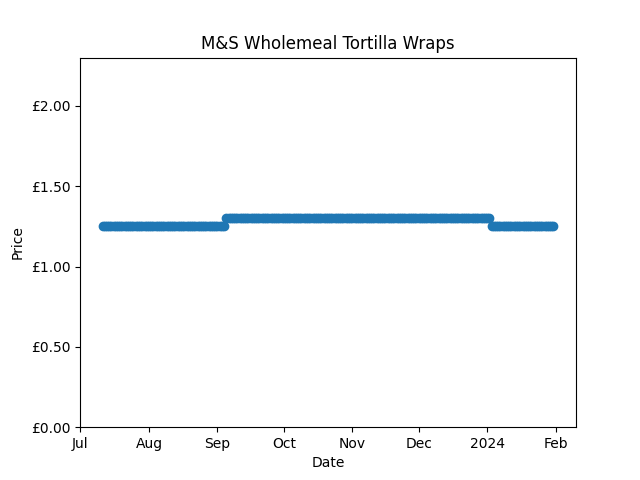 M&S Wholemeal Tortilla Wraps
£2.00
£1.50
£1.00
£0.50
£0.00
Price
Jul Aug Sep Oct Nov Dec 2024 Feb
Date